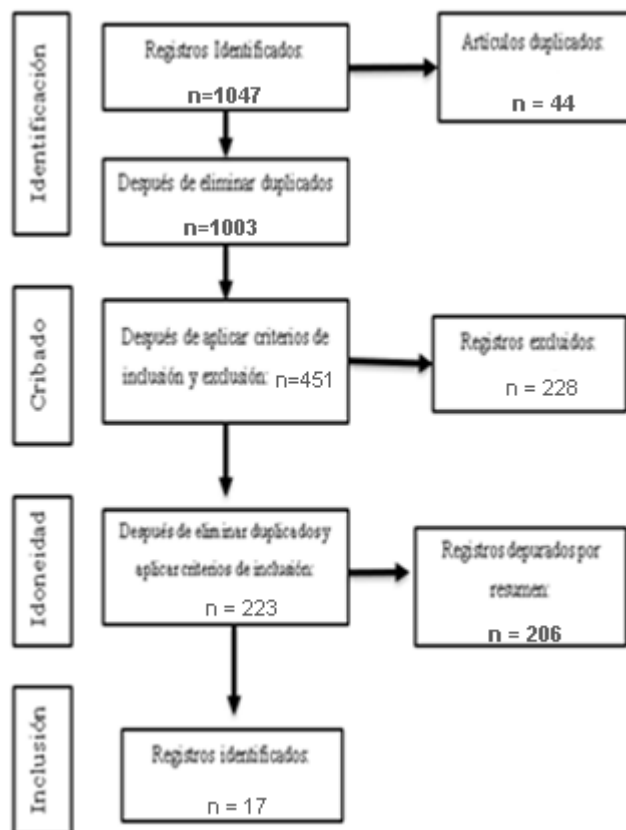 Identificación
Registros Identificados:
n=1047
Artículos duplicados:
n = 44
Después de eliminar duplicados
n=1003
Cribado
Después de aplicar criterios de
inclusión y exclusión: n=451
Registros excluidos:
n = 228
Idoneidad
Después de eliminar duplicados y
aplicar criterios de inclusión:
n = 223
Registros depurados por
resumen:
n = 206
Inclusión
Registros identificados:
n = 17